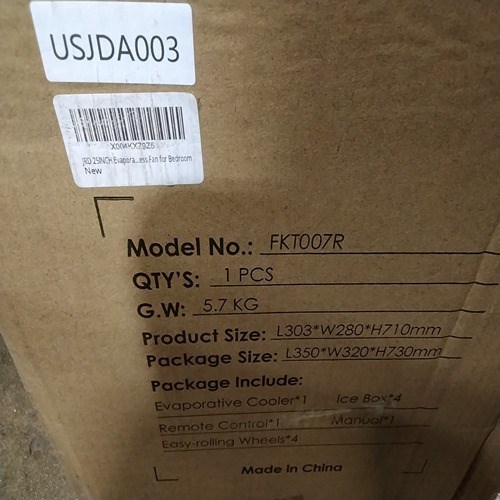 USJDA003
JRD 25INCH Evapora...ess Fan for Bedroom
New
Model No.: FKT007R
QTY'S: 1 PCS
G.W: 5.7 KG
Product Size: L303*W280*H710mm
Package Size: L350*W320*H730mm
Package Include:
Evaporative Cooler*1 Ice Box*4
Remote Control*1 Manual*1
Easy-rolling Wheels*4
Made in China